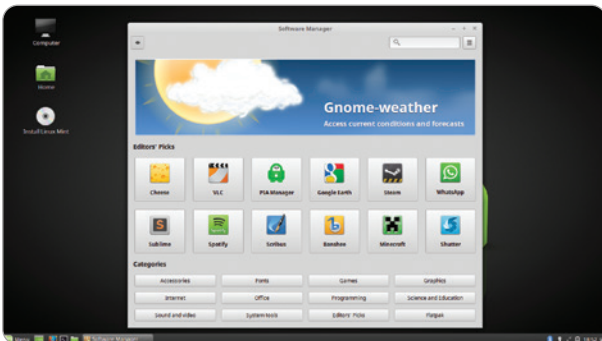 Software Manager
Computer
Home
Install Linux Mint
Gnome-weather
Access current conditions and forecasts
Editors' Picks
Cheese VLC PIA-Manager Google Earth Steam WhatsApp
Sublime Spotify Scribus Banshee Minecraft Shutter
Categories
Accessories Fonts Games Graphics
Internet Office Programming Science and Education
Sound and video System tools Editors' Picks Flatpak
Menu Software Manager